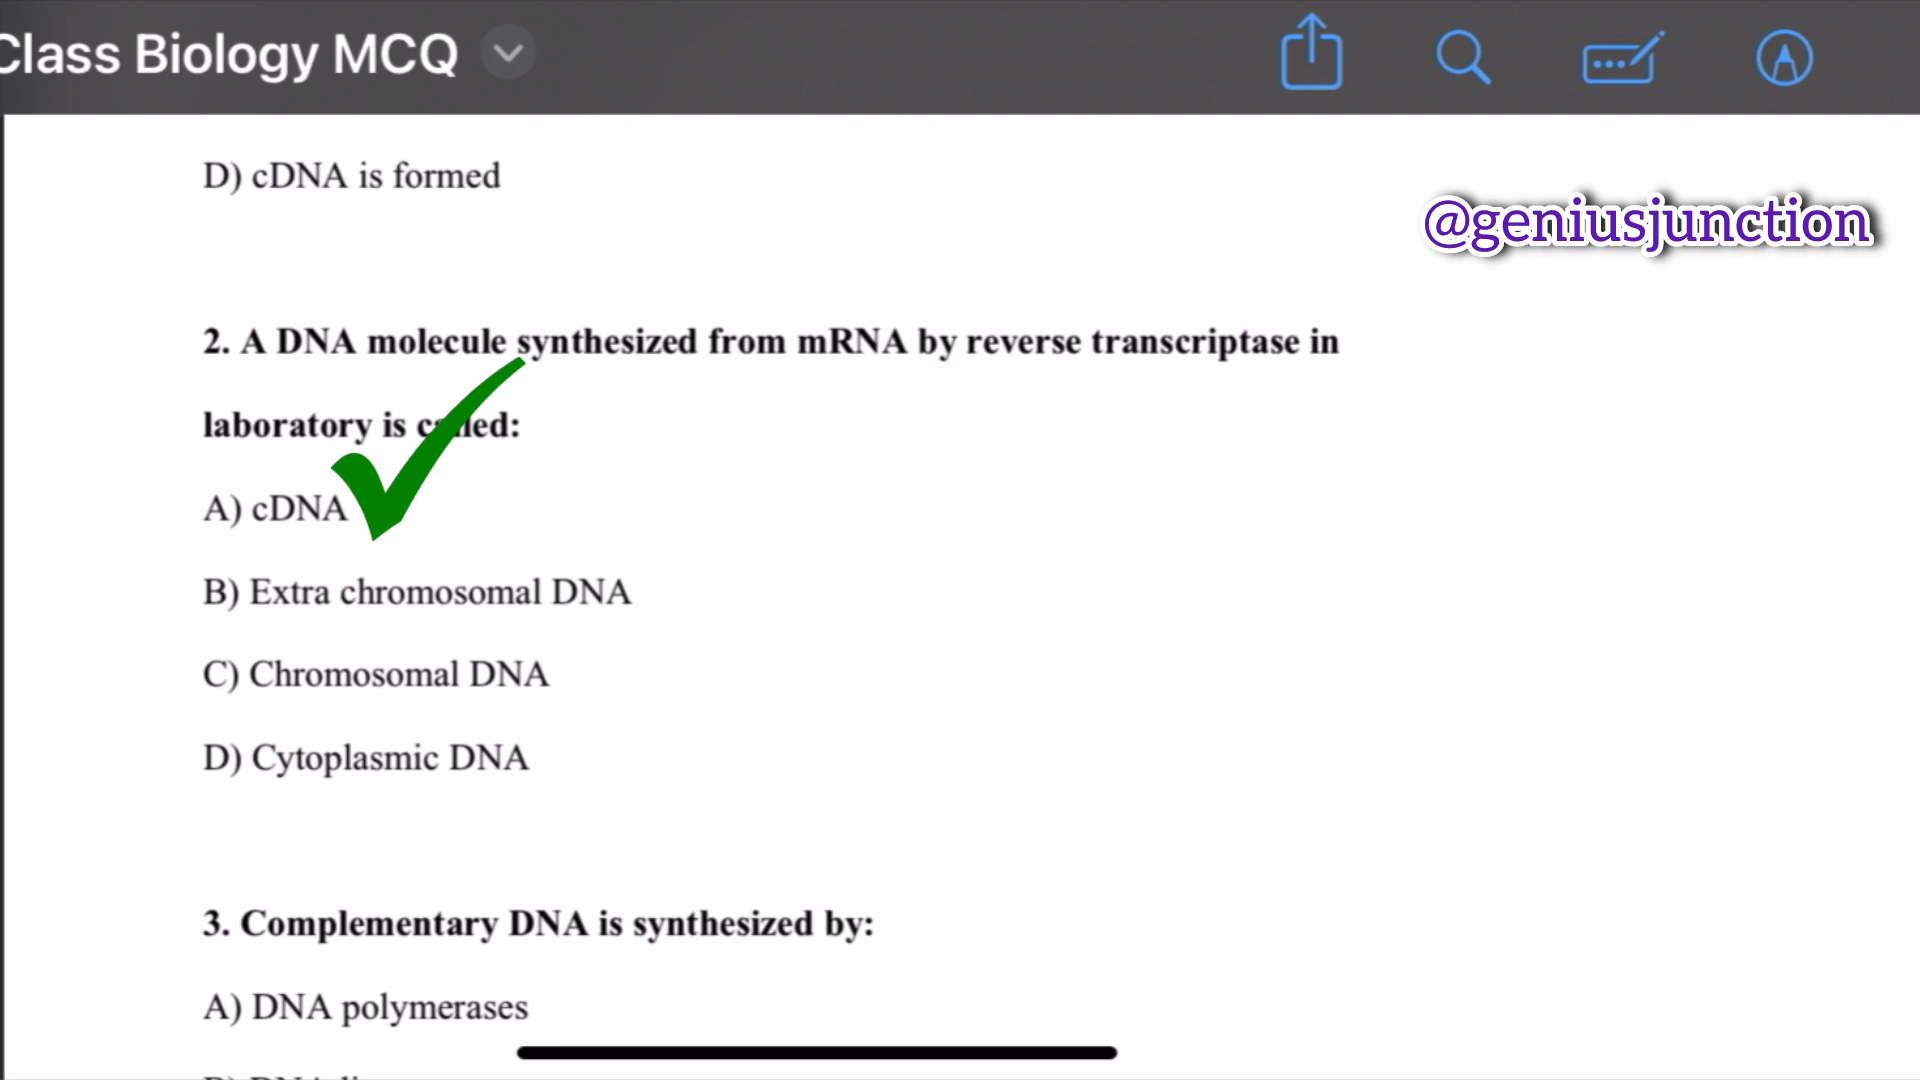 Class Biology MCQ
D) cDNA is formed
@geniusjunction
2. A DNA molecule synthesized from mRNA by reverse transcriptase in
laboratory is called:
A) cDNA
B) Extra chromosomal DNA
C) Chromosomal DNA
D) Cytoplasmic DNA
3. Complementary DNA is synthesized by:
A) DNA polymerases